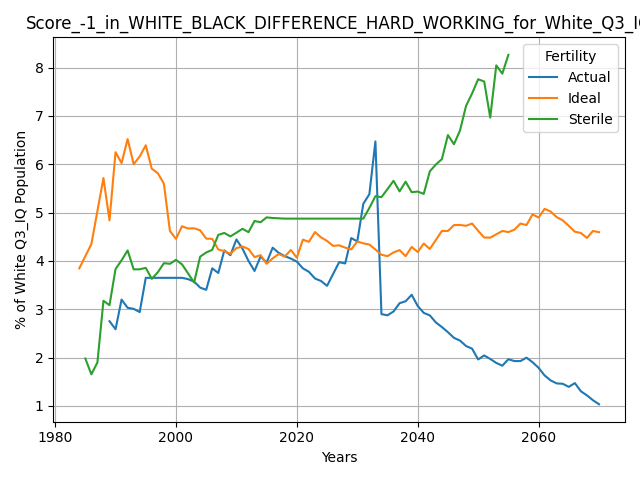 Score_-1_in_WHITE_BLACK_DIFFERENCE_HARD_WORKING_for_White_Q3_IQ
Fertility
Actual
Ideal
Sterile
% of White Q3_IQ Population
8
7
6
5
4
3
2
1
1980
2000
2020
2040
2060
Years